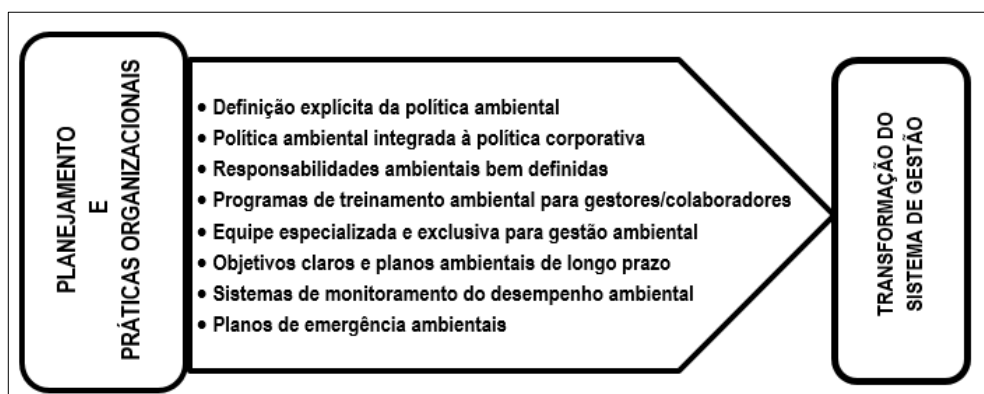 PLANEJAMENTO
E
PRÁTICAS ORGANIZACIONAIS
• Definição explícita da política ambiental
• Política ambiental integrada à política corporativa
• Responsabilidades ambientais bem definidas
• Programas de treinamento ambiental para gestores/colaboradores
• Equipe especializada e exclusiva para gestão ambiental
• Objetivos claros e planos ambientais de longo prazo
• Sistemas de monitoramento do desempenho ambiental
• Planos de emergência ambientais
TRANSFORMAÇÃO DO
SISTEMA DE GESTÃO